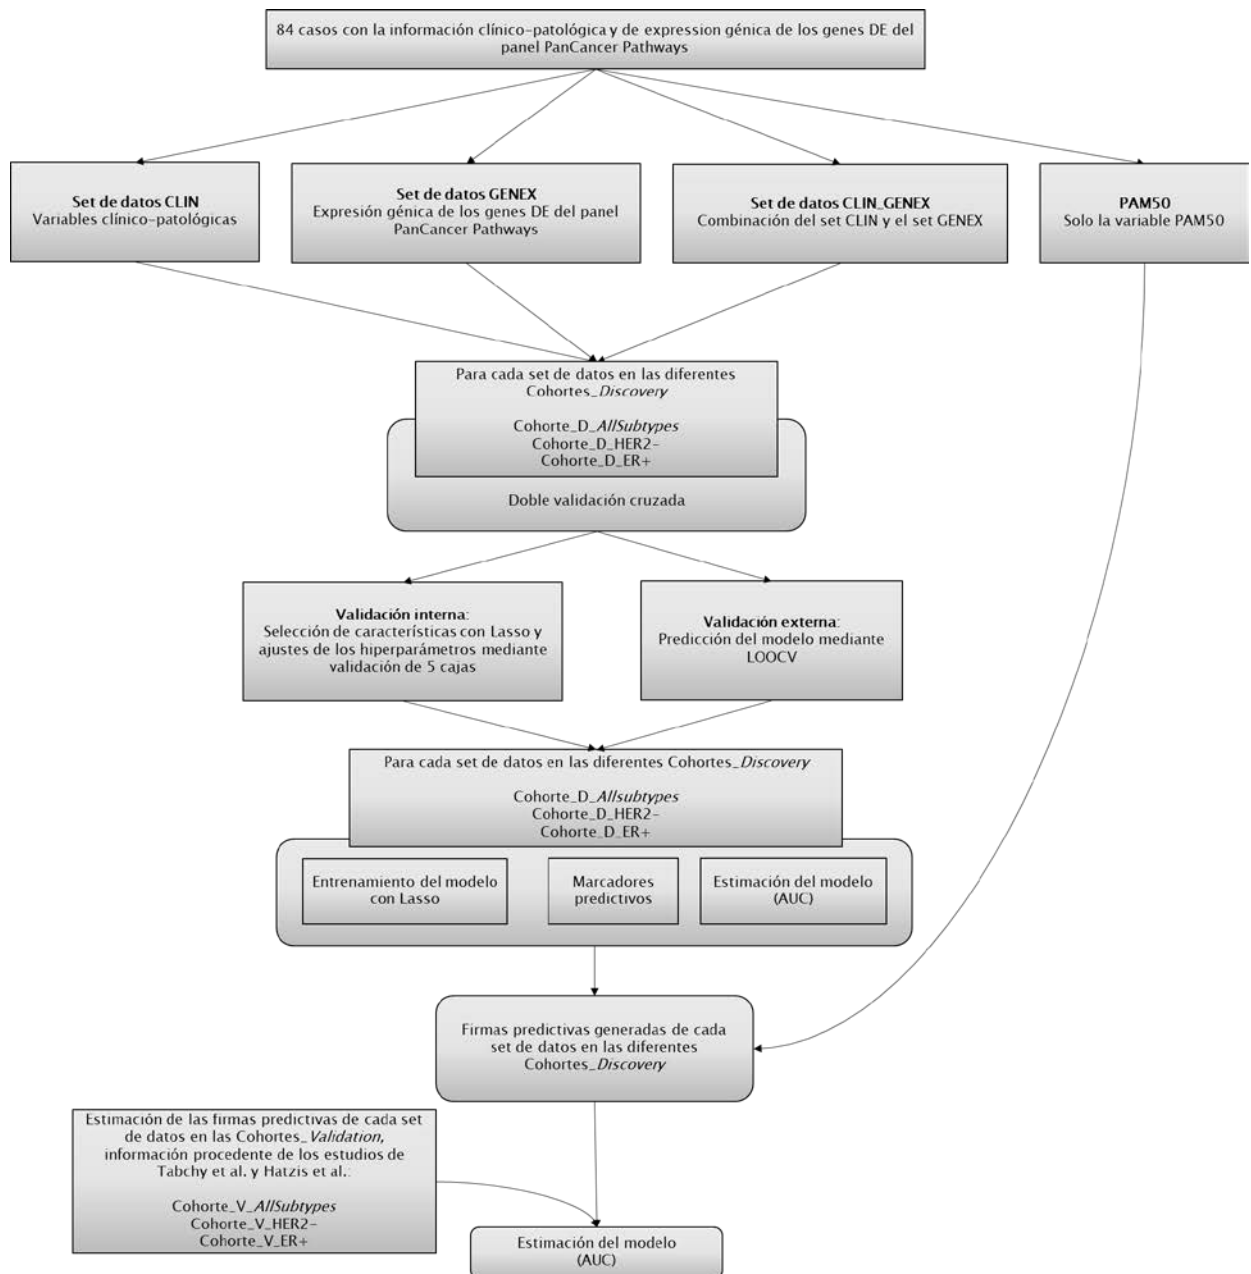 84 casos con la información clínico-patológica y de expression génica de los genes DE del
panel PanCancer Pathways
Set de datos CLIN
Variables clínico-patológicas
Set de datos GENEX
Expresión génica de los genes DE del panel
PanCancer Pathways
Set de datos CLIN_GENEX
Combinación del set CLIN y el set GENEX
PAM50
Solo la variable PAM50
Para cada set de datos en las diferentes
Cohortes_Discovery
Cohorte_D_AllSubtypes
Cohorte_D_HER2-
Cohorte_D_ER+
Doble validación cruzada
Validación interna:
Selección de características con Lasso y
ajustes de los hiperparámetros mediante
validación de 5 cajas
Validación externa:
Predicción del modelo mediante
LOOCV
Para cada set de datos en las diferentes Cohortes_Discovery
Cohorte_D_Allsubtypes
Cohorte_D_HER2-
Cohorte_D_ER+
Entrenamiento del modelo
con Lasso
Marcadores
predictivos
Estimación del modelo
(AUC)
Firmas predictivas generadas de cada
set de datos en las diferentes
Cohortes_Discovery
Estimación de las firmas predictivas de cada set
de datos en las Cohortes_Validation,
información procedente de los estudios de
Tabchy et al. y Hatzis et al.:
Cohorte_V_AllSubtypes
Cohorte_V_HER2-
Cohorte_V_ER+
Estimación del modelo
(AUC)